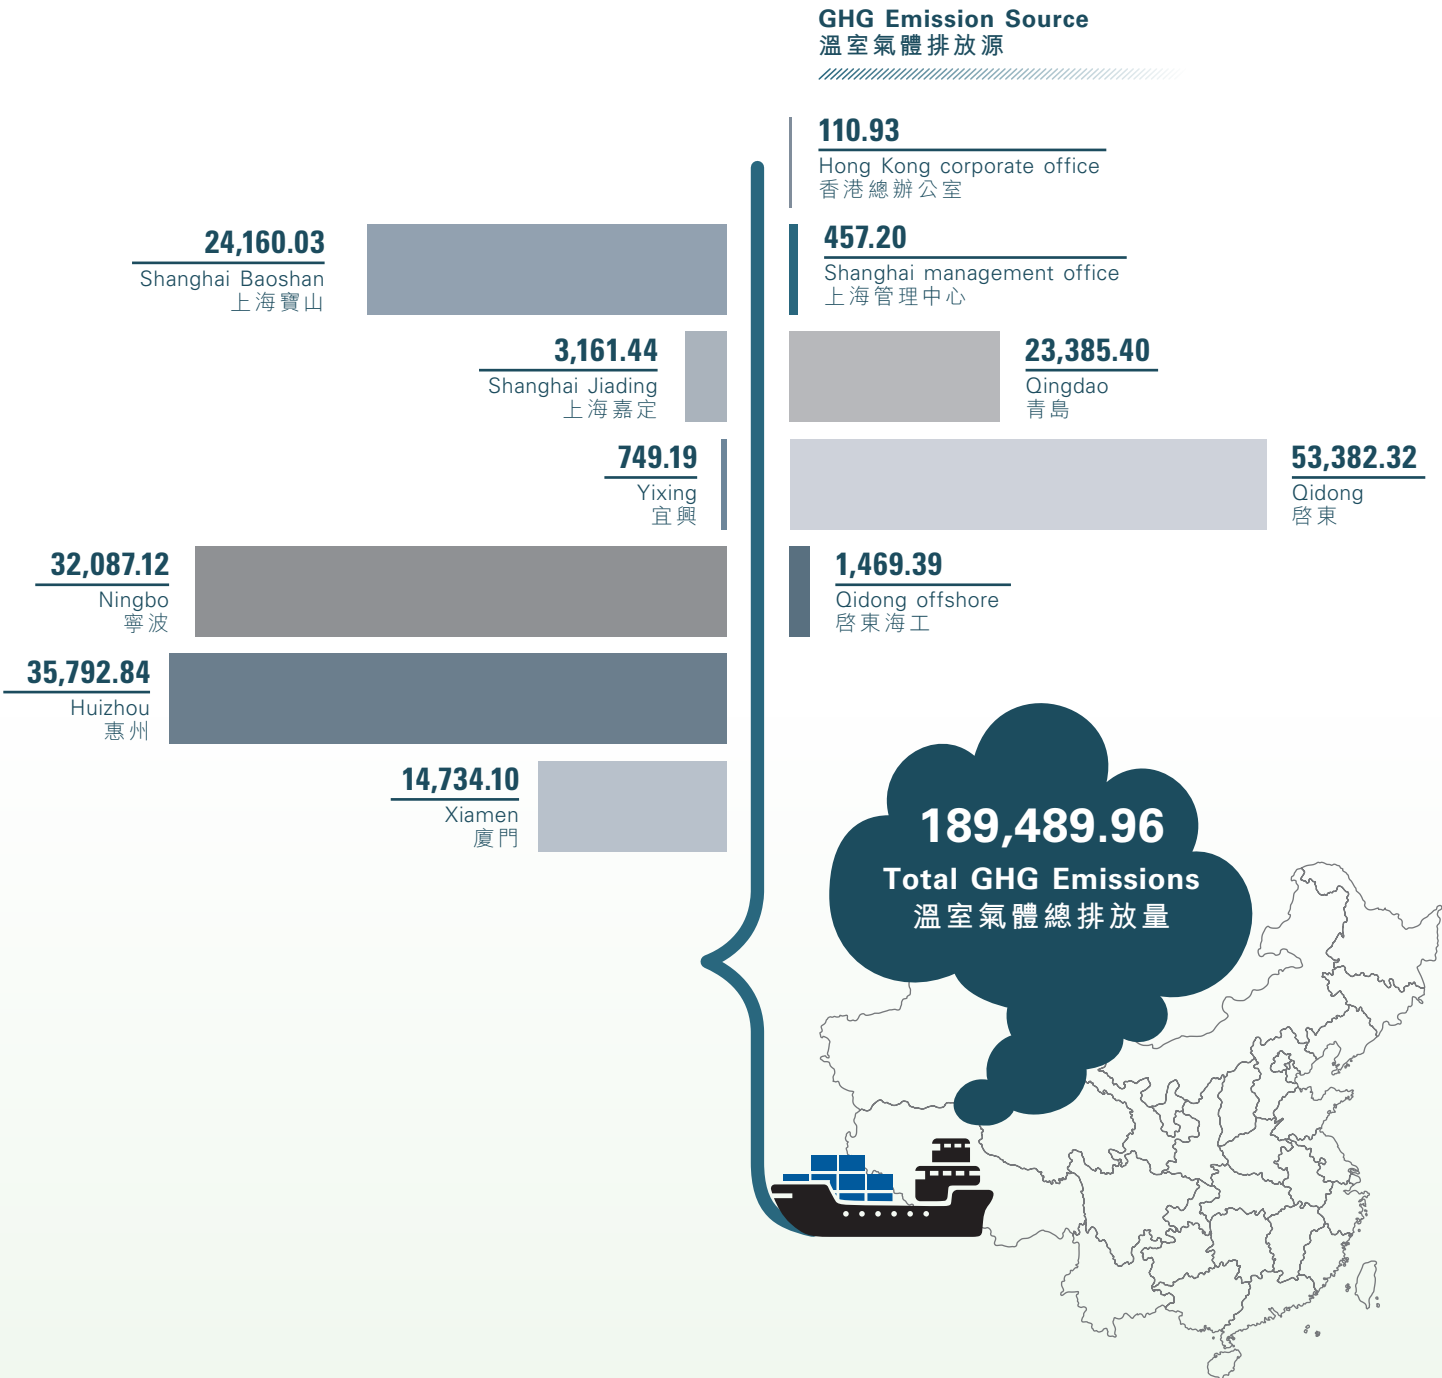 GHG Emission Source
溫室氣體排放源
110.93
Hong Kong corporate office
香港總辦公室
24,160.03
Shanghai Baoshan
上海寶山
457.20
Shanghai management office
上海管理中心
3,161.44
Shanghai Jiading
上海嘉定
23,385.40
Qingdao
青島
749.19
Yixing
宜興
53,382.32
Qidong
啓東
32,087.12
Ningbo
寧波
1,469.39
Qidong offshore
啓東海工
35,792.84
Huizhou
惠州
14,734.10
Xiamen
廈門
189,489.96
Total GHG Emissions
溫室氣體總排放量